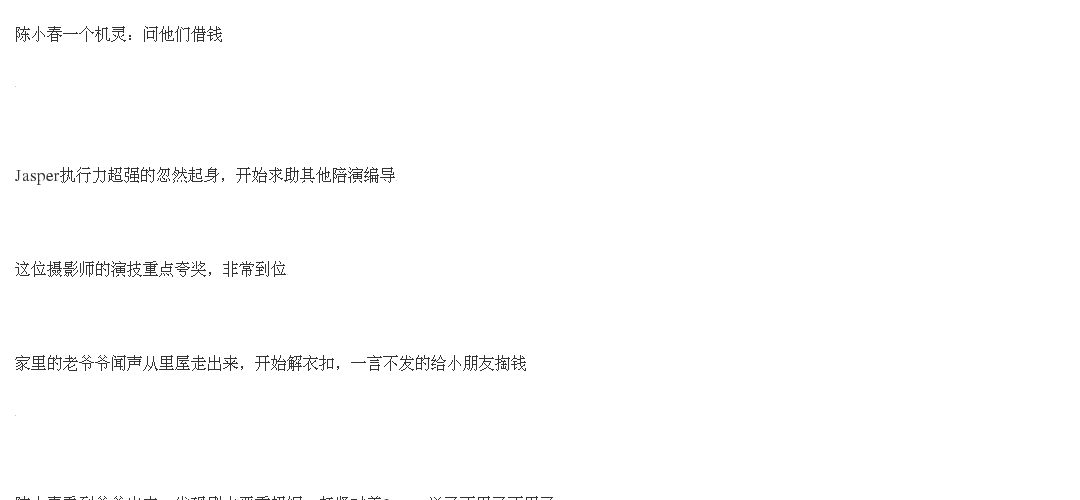 陈小春一个机灵：问他们借钱
Jasper执行力超强的忽然起身，开始求助其他陪演编导
这位摄影师的演技重点夸奖，非常到位
家里的老爷爷闻声从里屋走出来，开始解衣扣，一言不发的给小朋友掏钱